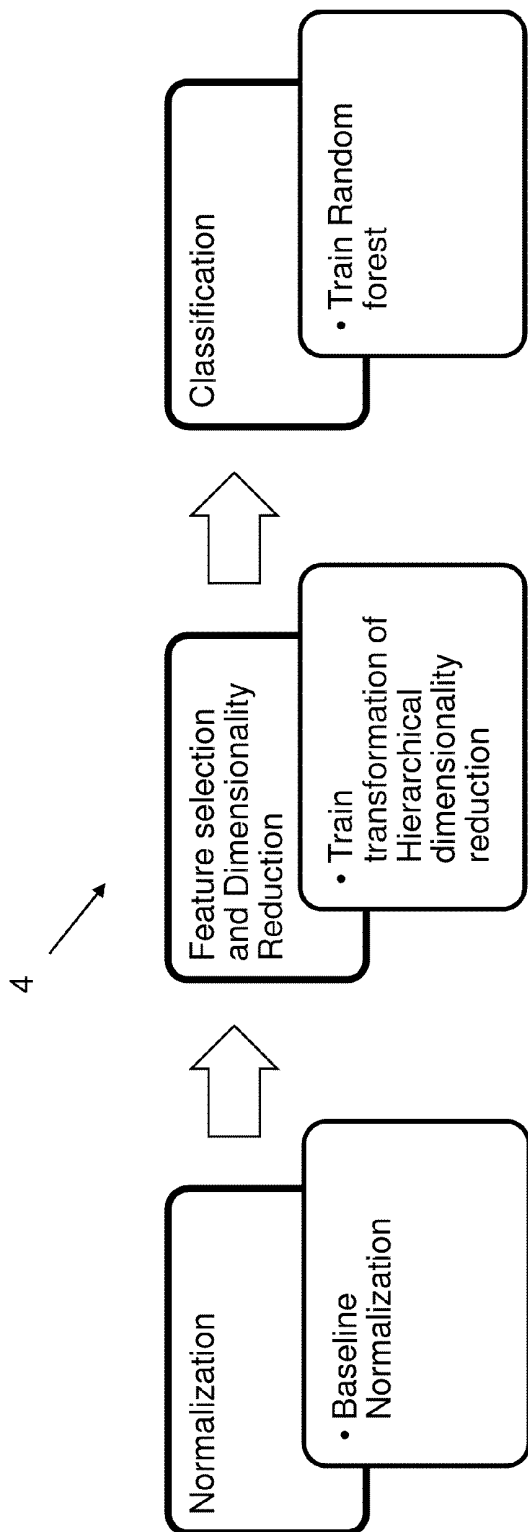 4
Normalization
• Baseline
Normalization
Feature selection
and Dimensionality
Reduction
• Train
transformation of
Hierarchical
dimensionality
reduction
Classification
• Train Random
forest